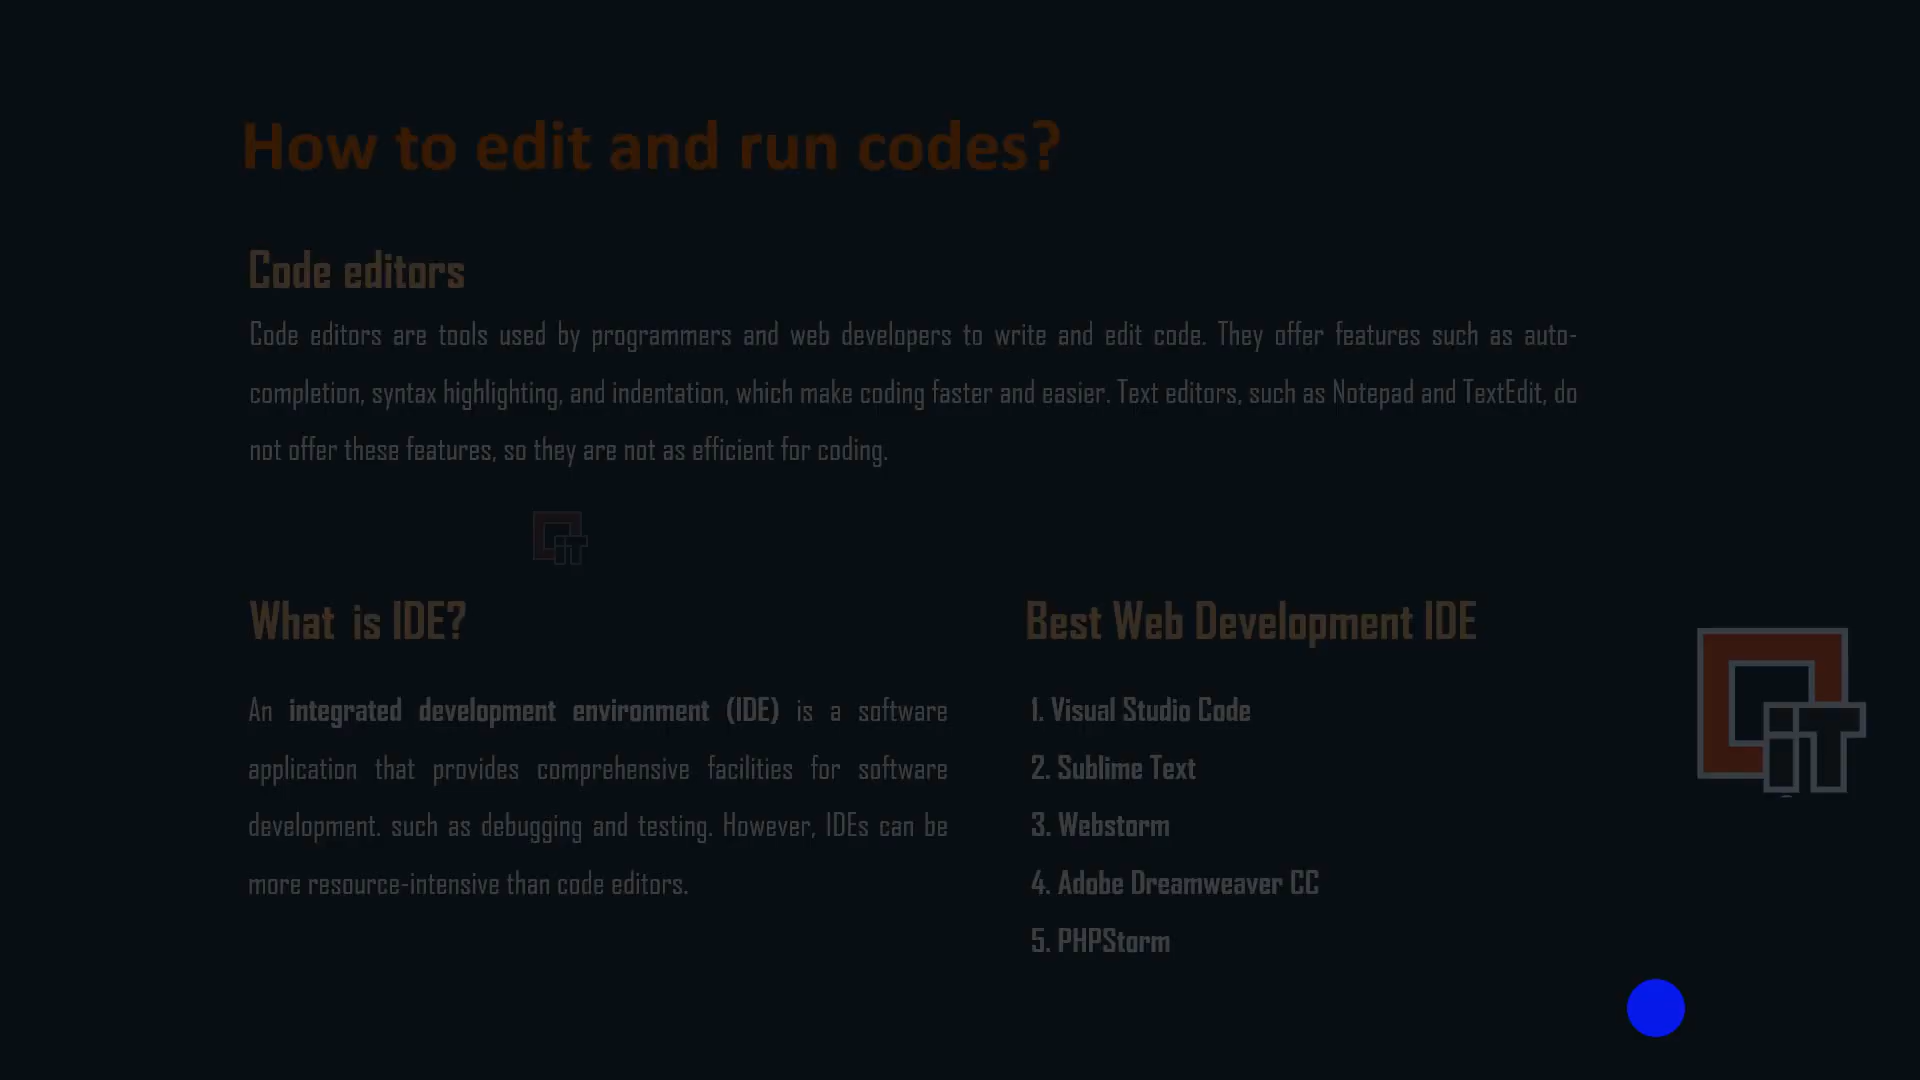 How to edit and run codes?
Code editors
Code editors are tools used by programmers and web developers to write and edit code. They offer features such as auto-
completion, syntax highlighting, and indentation, which make coding faster and easier. Text editors, such as Notepad and TextEdit, do
not offer these features, so they are not as efficient for coding.
iT
What is IDE?
An integrated development environment (IDE) is a software
application that provides comprehensive facilities for software
development. such as debugging and testing. However, IDEs can be
more resource-intensive than code editors.
Best Web Development IDE
1. Visual Studio Code
2. Sublime Text
3. Webstorm
4. Adobe Dreamweaver CC
5. PHPStorm
iT